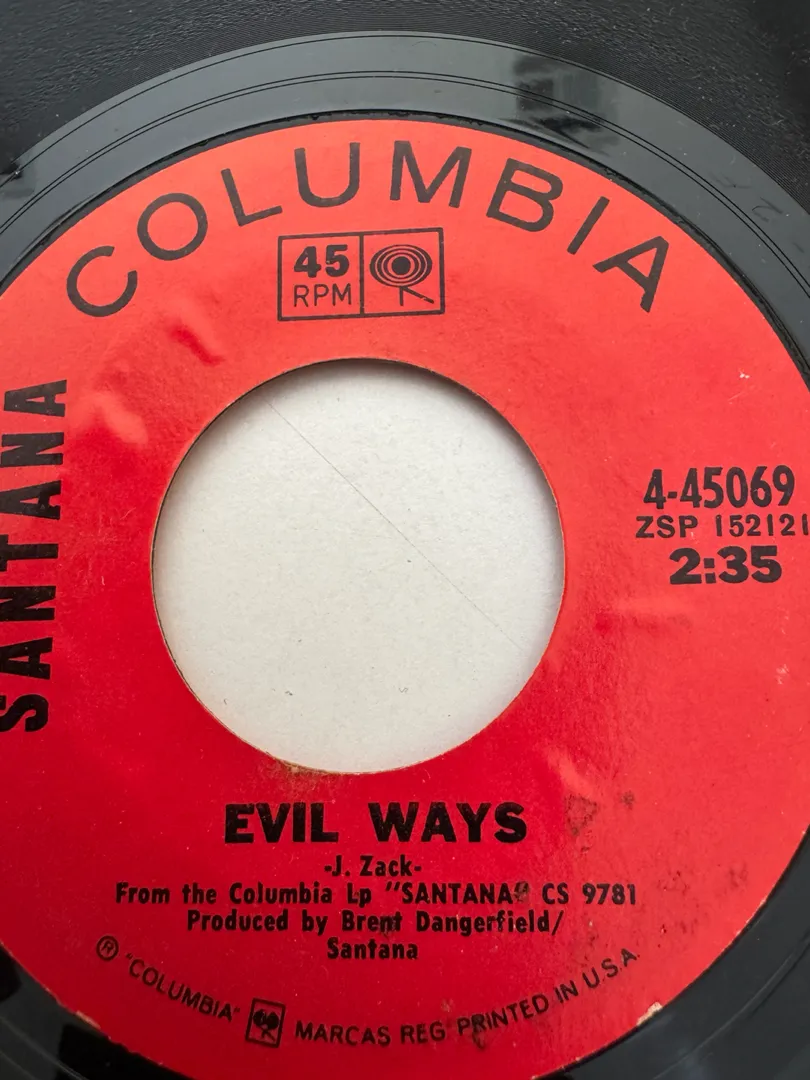 COLUMBIA
45
RPM
SANTANA
4-45069
ZSP 152121
2:35
EVIL WAYS
-J. Zack-
From the Columbia Lp "SANTANA" CS 9781
Produced by Brent Dangerfield/
Santana
® "COLUMBIA" MARCAS REG. PRINTED IN U.S.A.